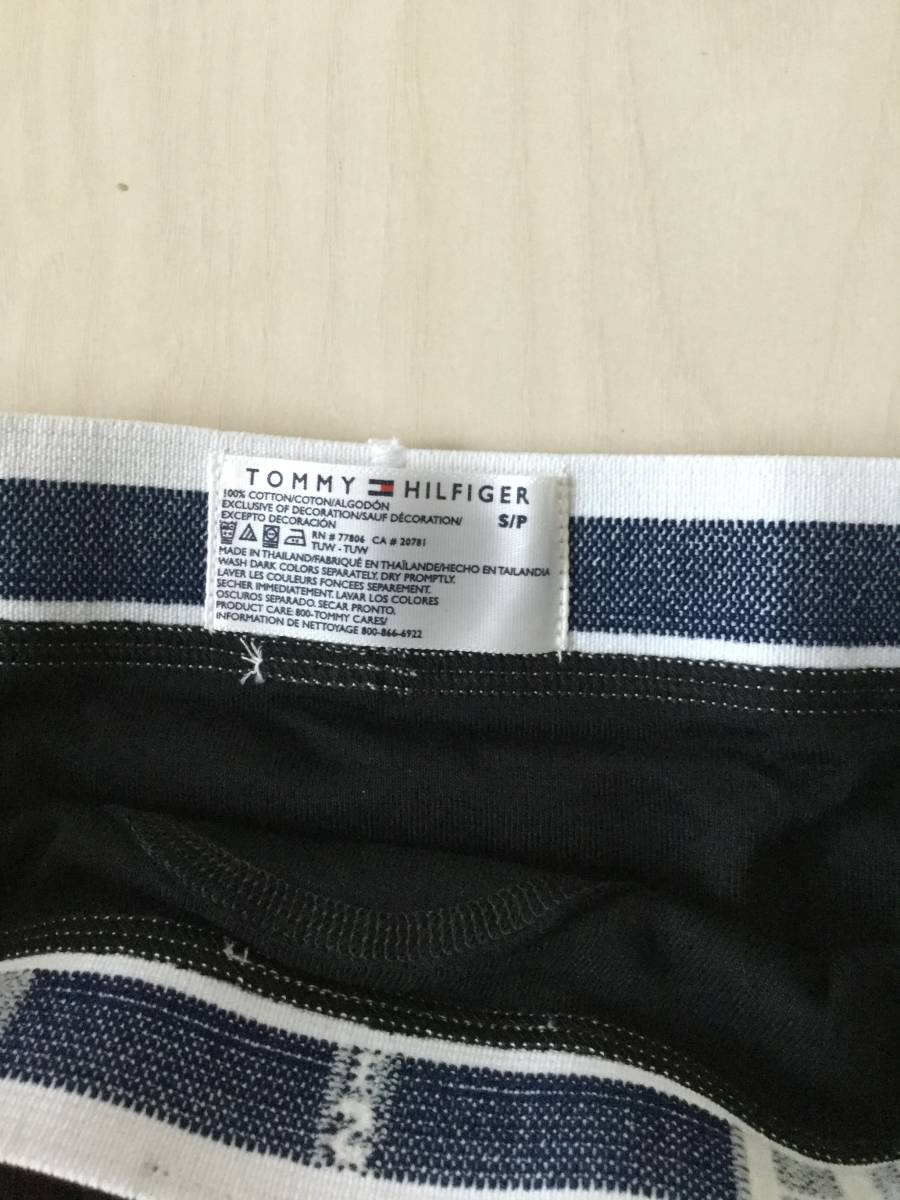 TOMMY HILFIGER
100% COTTON/COTON/ALGODÓN
EXCLUSIVE OF DECORATION/SAUF DÉCORATION/
EXCEPTO DECORACIÓN
S/P
RN # 77806 CA # 20781
TUW - TUW
MADE IN THAILAND/FABRIQUÉ EN THAÏLANDE/HECHO EN TAILANDIA
WASH DARK COLORS SEPARATELY. DRY PROMPTLY.
LAVER LES COULEURS FONCEES SEPAREMENT.
SECHER IMMEDIATEMENT. LAVAR LOS COLORES
OSCUROS SEPARADO. SECAR PRONTO.
PRODUCT CARE: 800-TOMMY CARES/
INFORMATION DE NETTOYAGE 800-866-6922